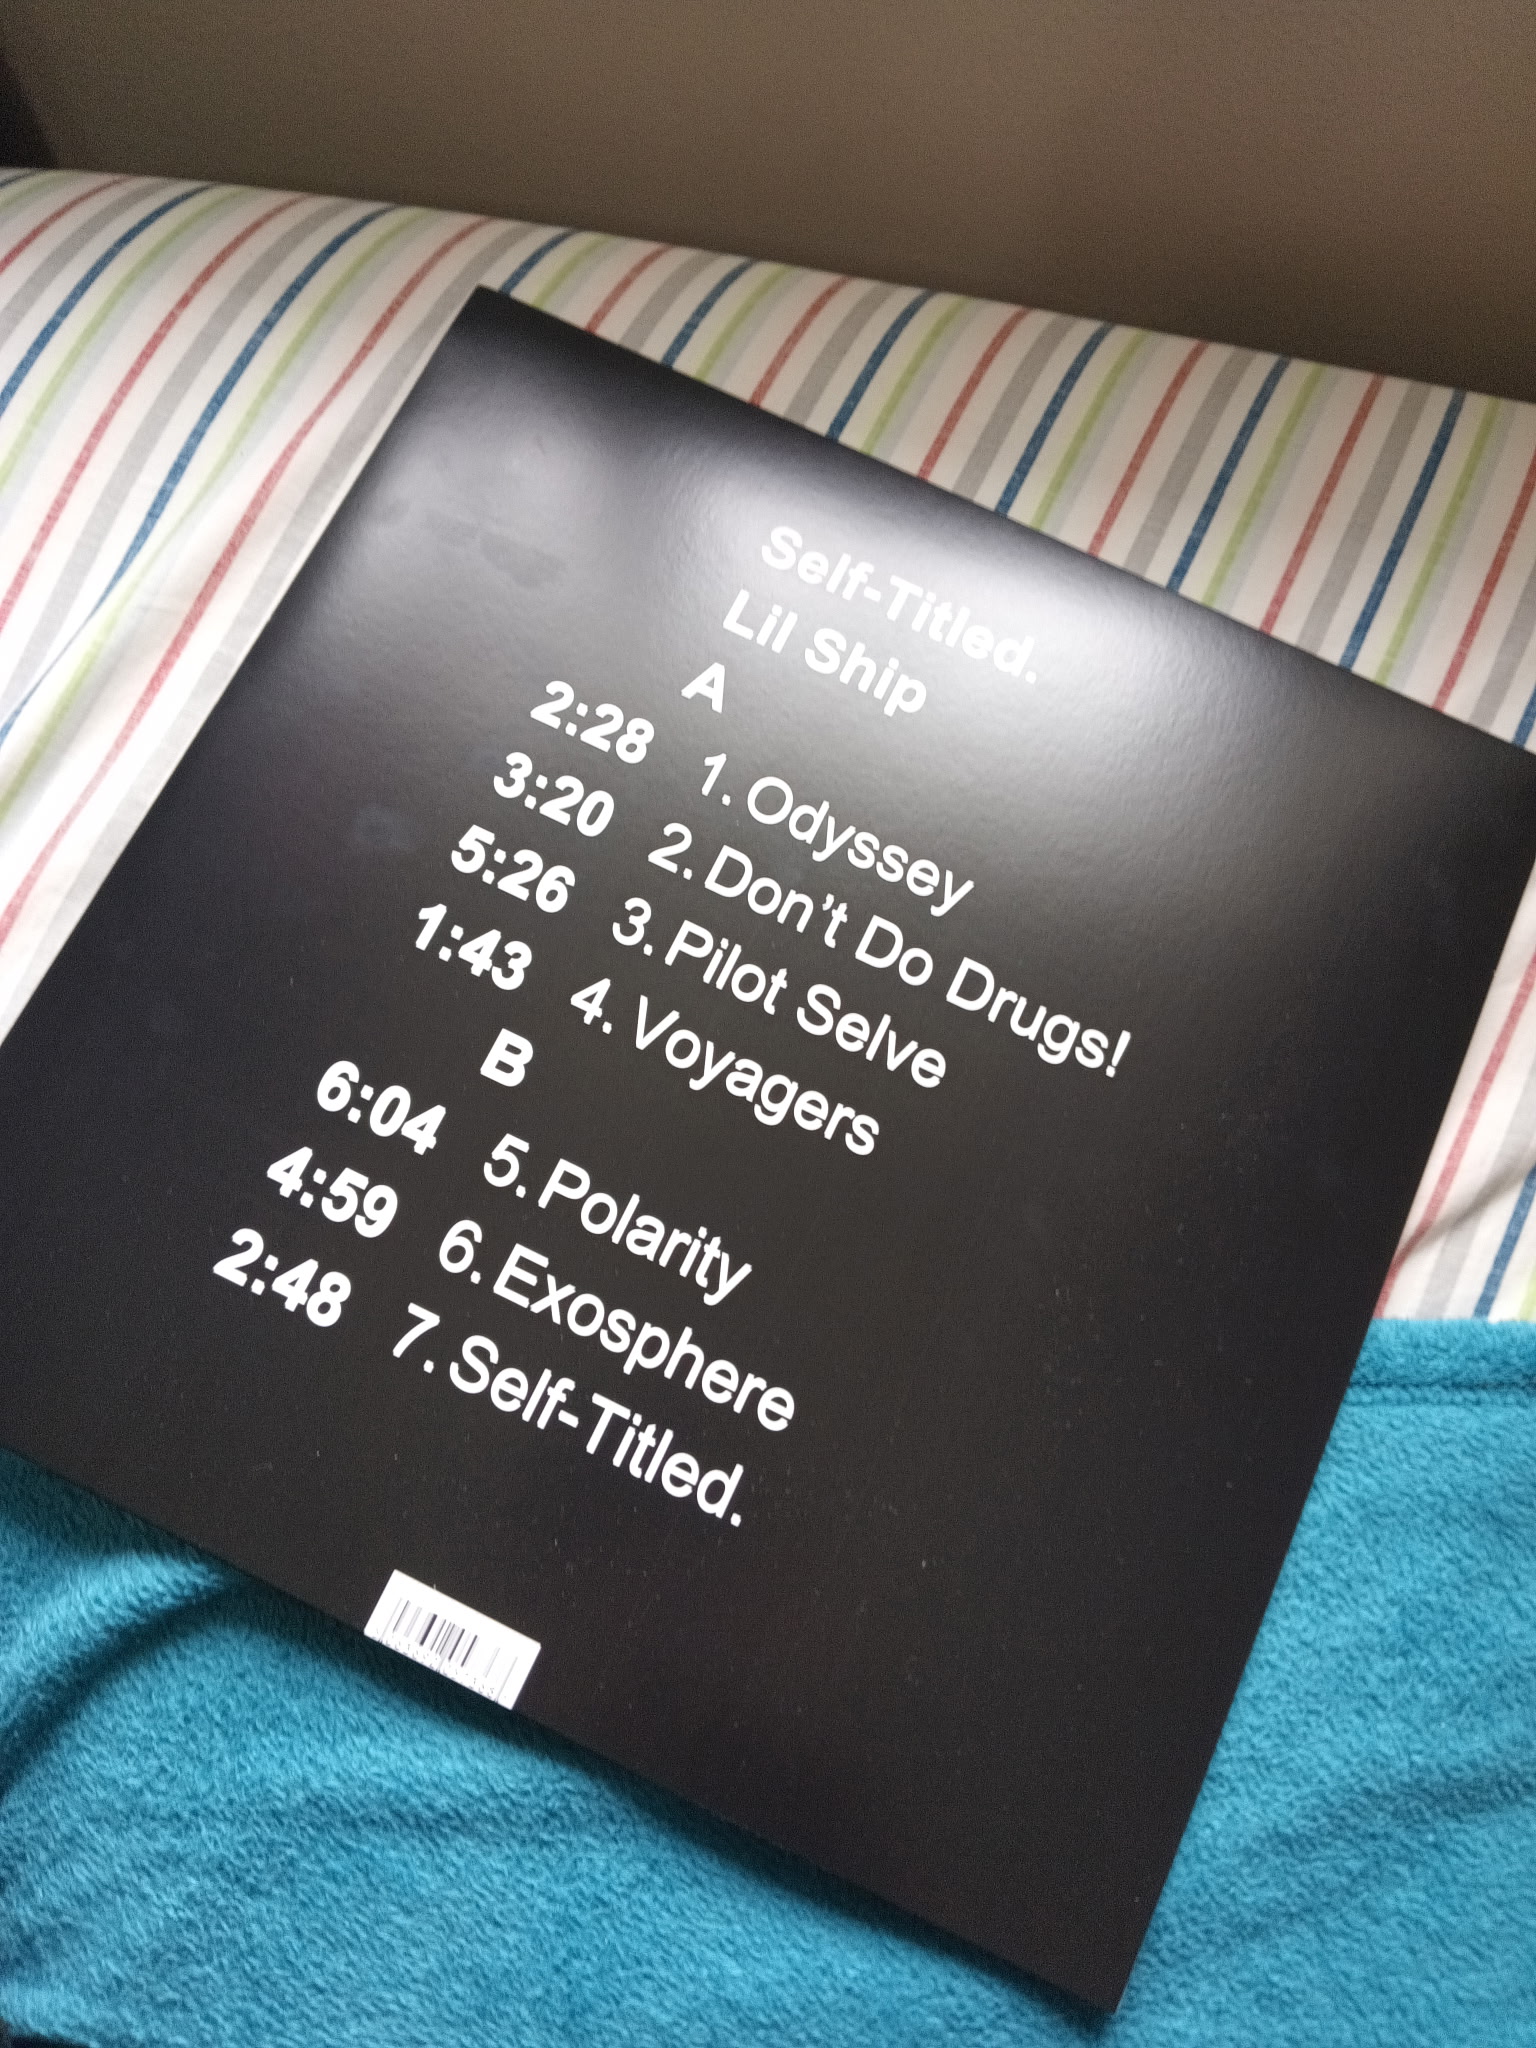 Self-Titled.
Lil Ship
A
2:28 1. Odyssey
3:20 2. Don't Do Drugs!
5:26 3. Pilot Selve
1:43 4. Voyagers
B
6:04 5. Polarity
4:59 6. Exosphere
2:48 7. Self-Titled.